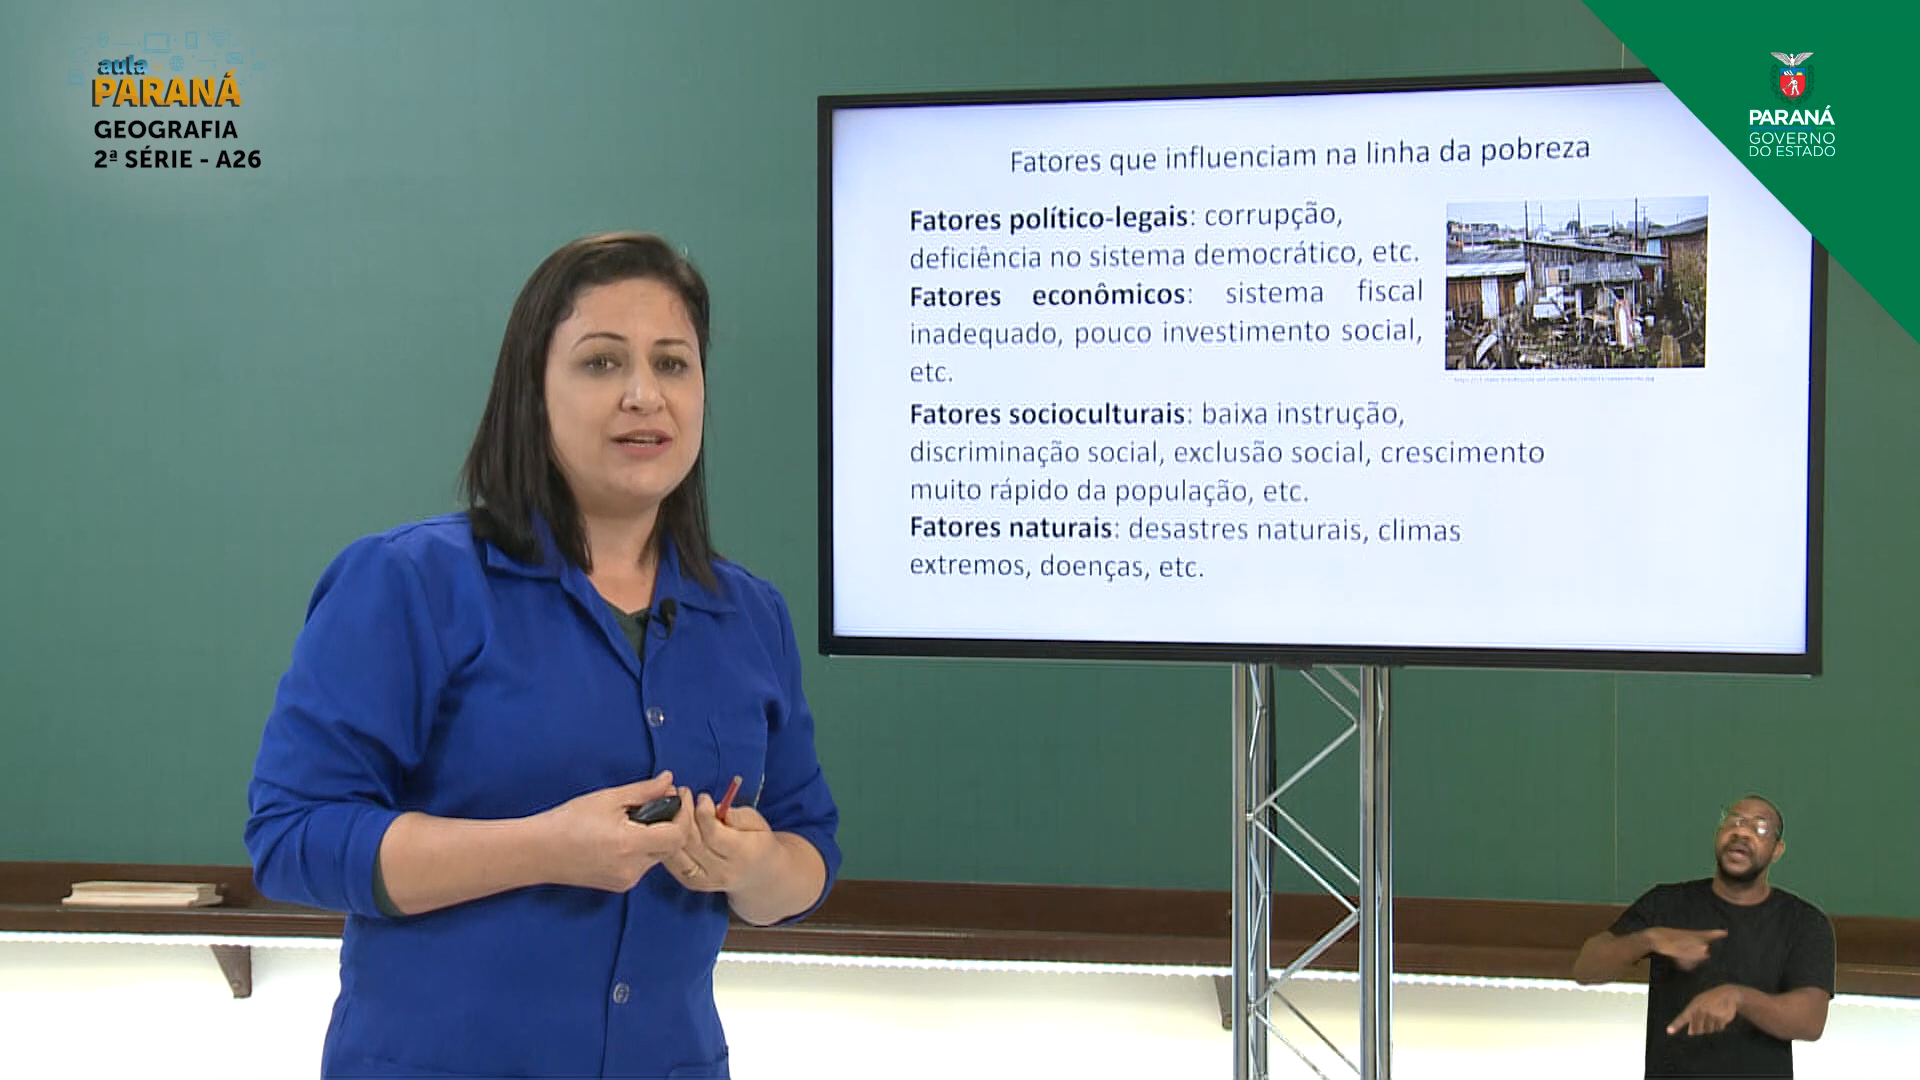 aula
PARANÁ
GEOGRAFIA
2ª SÉRIE - A26
PARANÁ
GOVERNO
DO ESTADO
Fatores que influenciam na linha da pobreza
Fatores político-legais: corrupção,
deficiência no sistema democrático, etc.
Fatores econômicos: sistema fiscal
inadequado, pouco investimento social,
etc.
Fatores socioculturais: baixa instrução,
discriminação social, exclusão social, crescimento
muito rápido da população, etc.
Fatores naturais: desastres naturais, climas
extremos, doenças, etc.